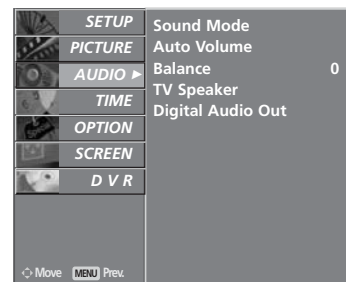 SETUP
PICTURE
AUDIO
TIME
OPTION
SCREEN
D V R
Move MENU Prev.
Sound Mode
Auto Volume
Balance 0
TV Speaker
Digital Audio Out